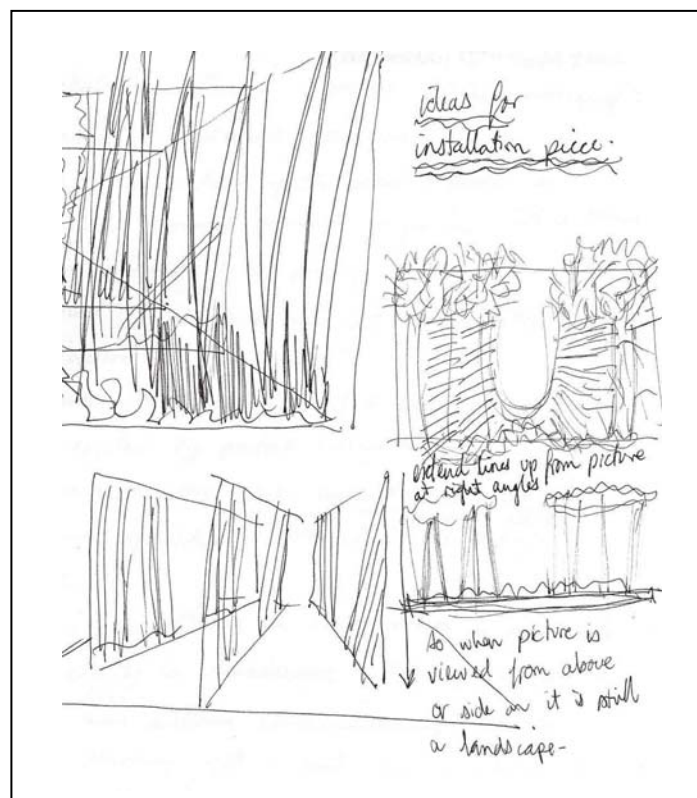 ideas for
installation piece.
extend lines up from picture
at right angles
so when picture is
viewed from above
or side on it is still
a landscape-